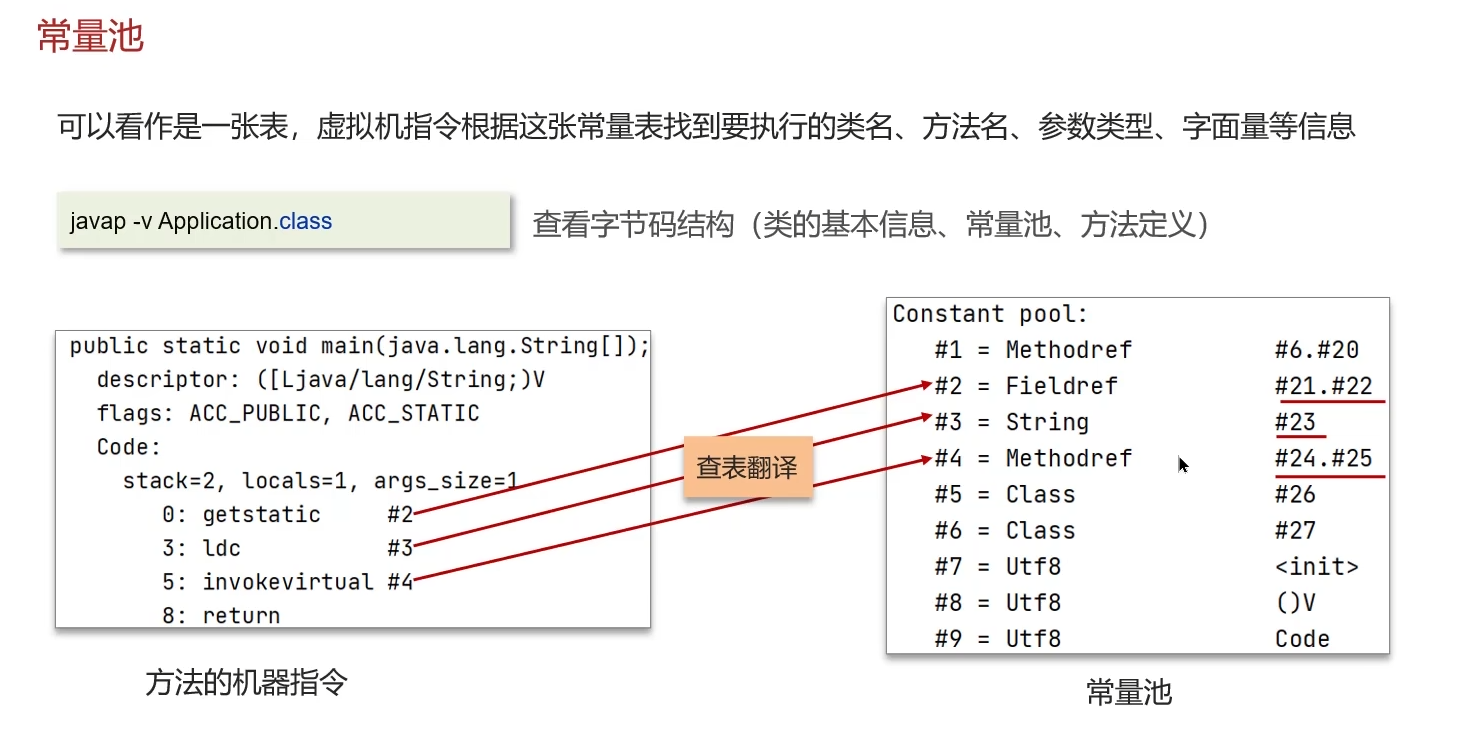 常量池
可以看作是一张表，虚拟机指令根据这张常量表找到要执行的类名、方法名、参数类型、字面量等信息
javap -v Application.class
查看字节码结构（类的基本信息、常量池、方法定义）
public static void main(java.lang.String[]);
descriptor: ([Ljava/lang/String;)V
flags: ACC_PUBLIC, ACC_STATIC
Code:
stack=2, locals=1, args_size=1
0: getstatic #2
3: ldc #3
5: invokevirtual #4
8: return
方法的机器指令
查表翻译
Constant pool:
#1 = Methodref #6.#20
#2 = Fieldref #21.#22
#3 = String #23
#4 = Methodref #24.#25
#5 = Class #26
#6 = Class #27
#7 = Utf8 <init>
#8 = Utf8 ()V
#9 = Utf8 Code
常量池